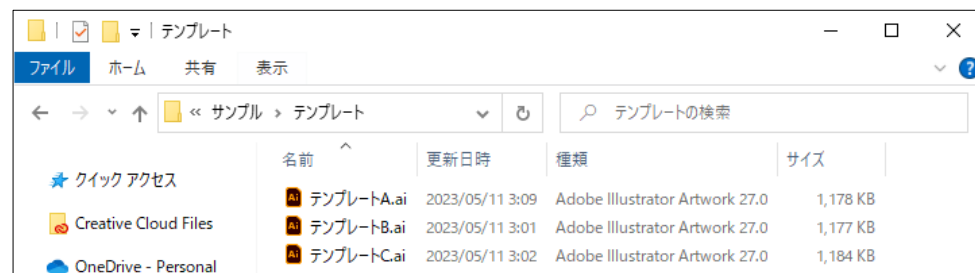 テンプレート
ファイル ホーム 共有 表示
« サンプル › テンプレート テンプレートの検索
名前 更新日時 種類 サイズ
クイック アクセス
テンプレートA.ai 2023/05/11 3:09 Adobe Illustrator Artwork 27.0 1,178 KB
Creative Cloud Files テンプレートB.ai 2023/05/11 3:01 Adobe Illustrator Artwork 27.0 1,177 KB
テンプレートC.ai 2023/05/11 3:02 Adobe Illustrator Artwork 27.0 1,184 KB
OneDrive - Personal